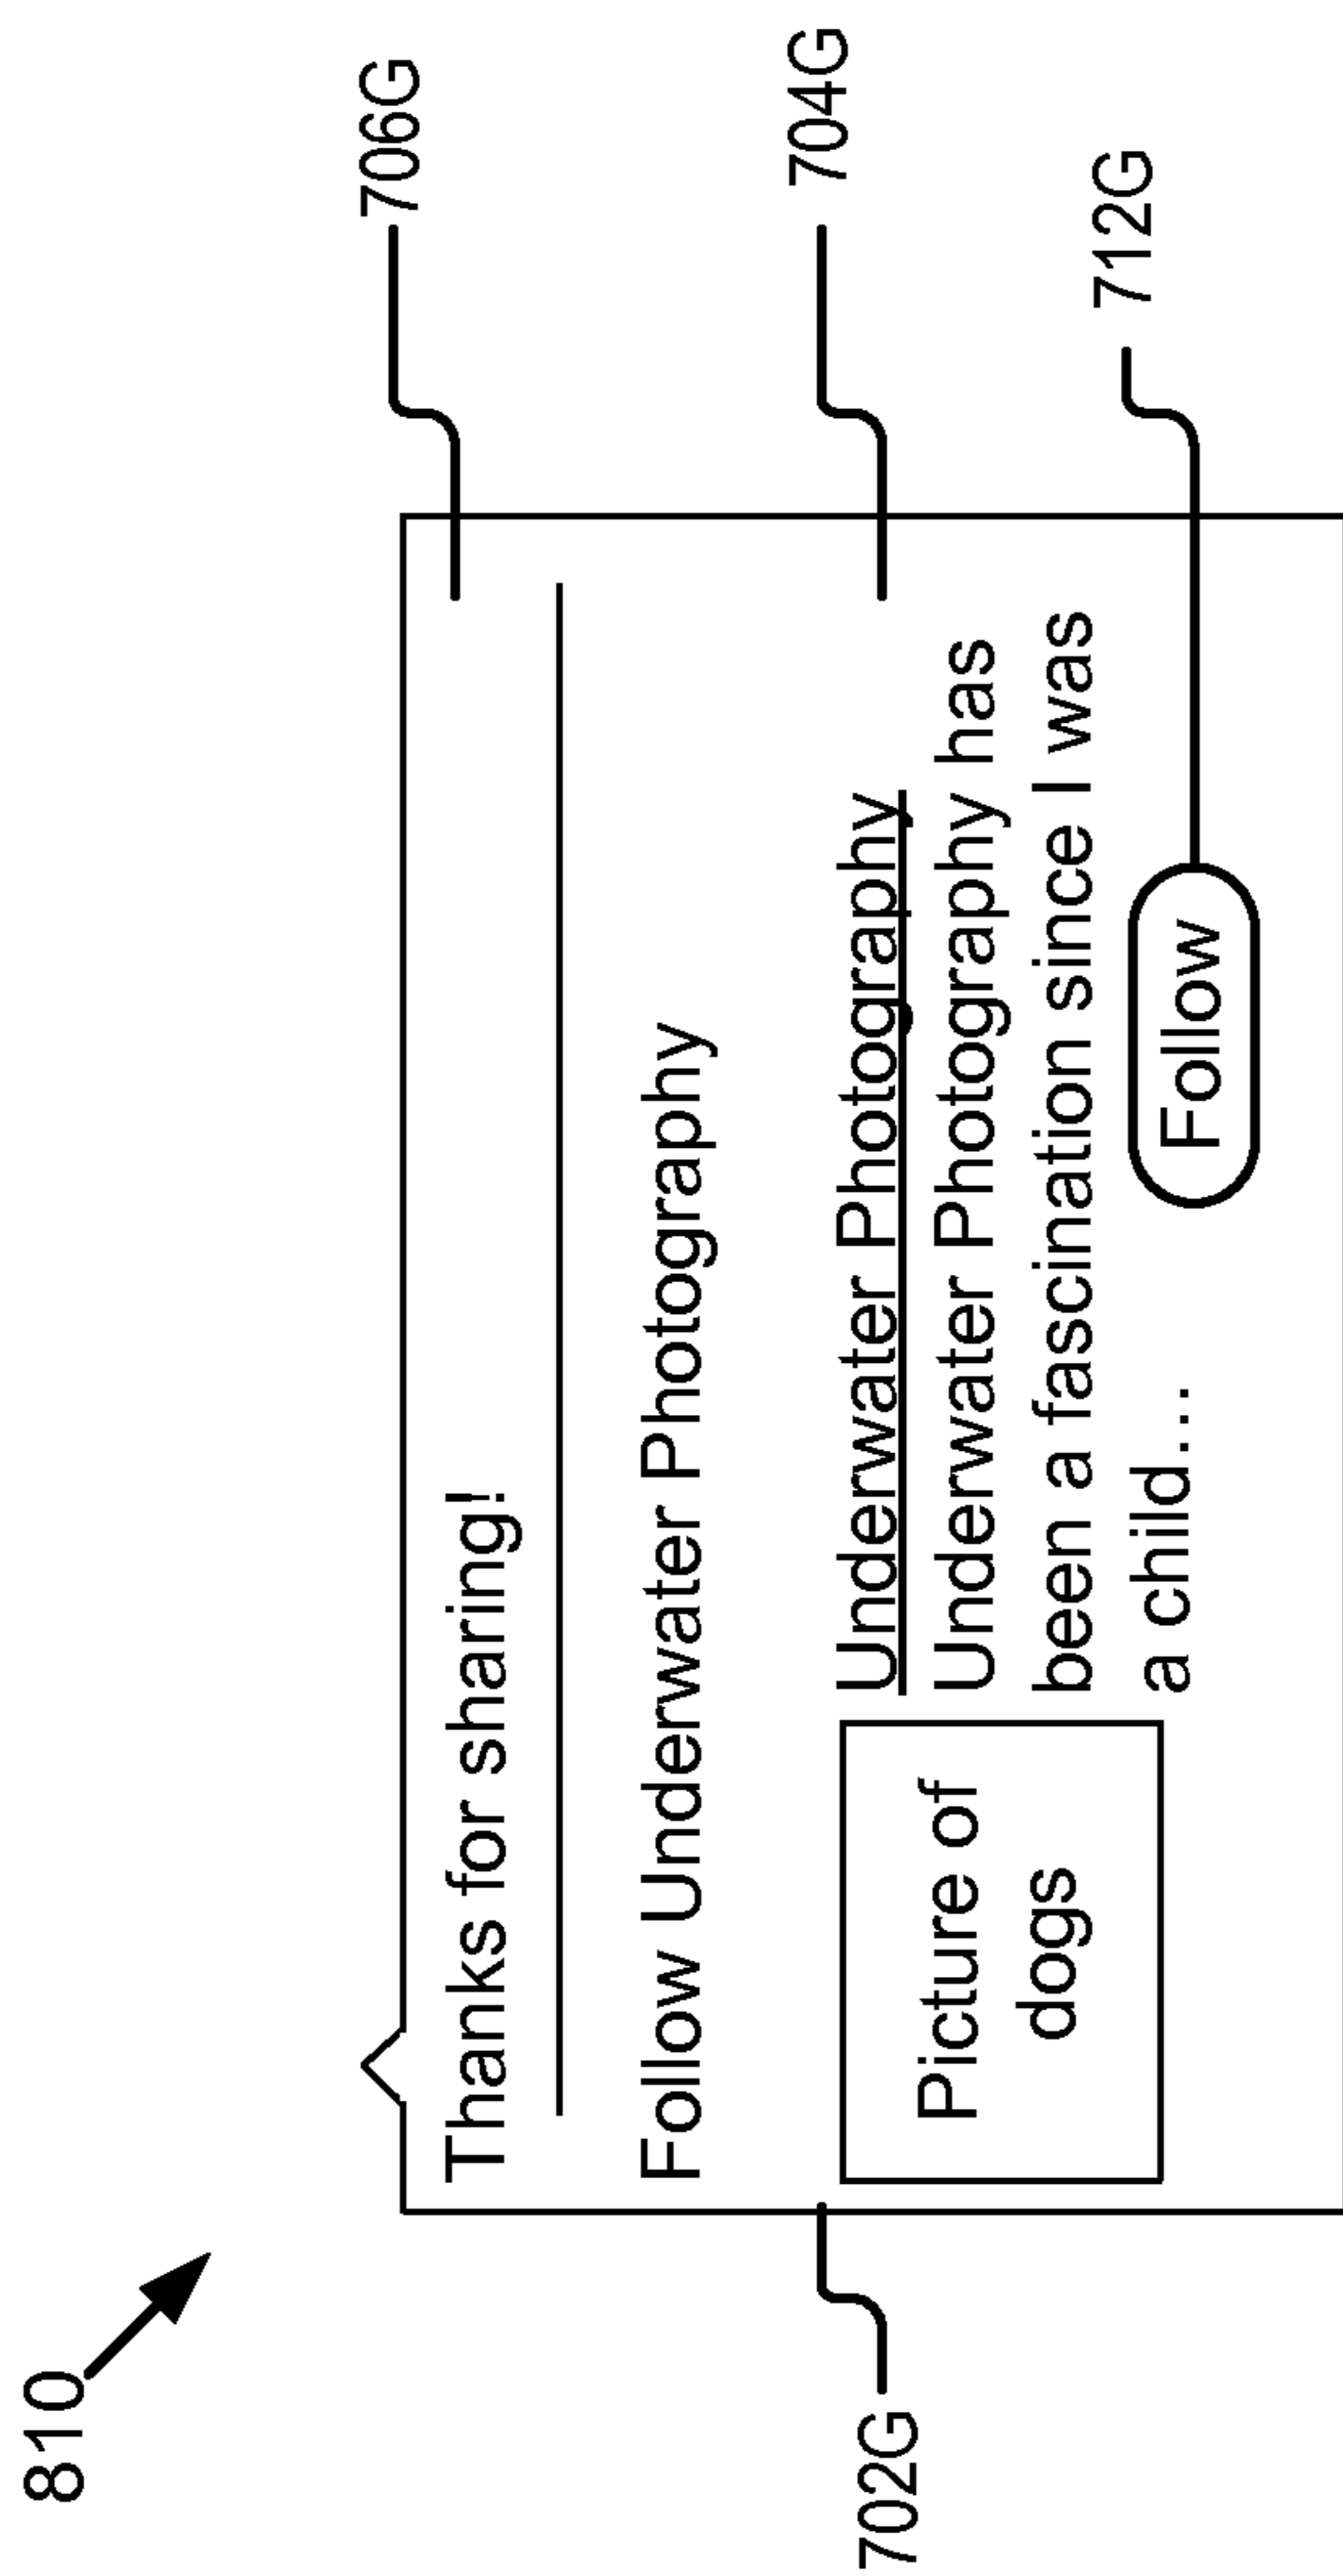 810
706G
Thanks for sharing!
Follow Underwater Photography
702G
704G
Picture of
dogs
Underwater Photography
Underwater Photography has
been a fascination since I was
a child...
Follow
712G